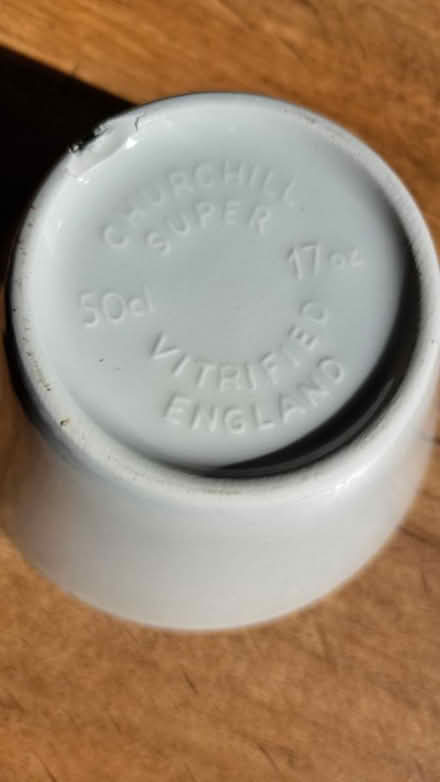 CHURCHILL
SUPER
50cl 17oz
VITRIFIED
ENGLAND